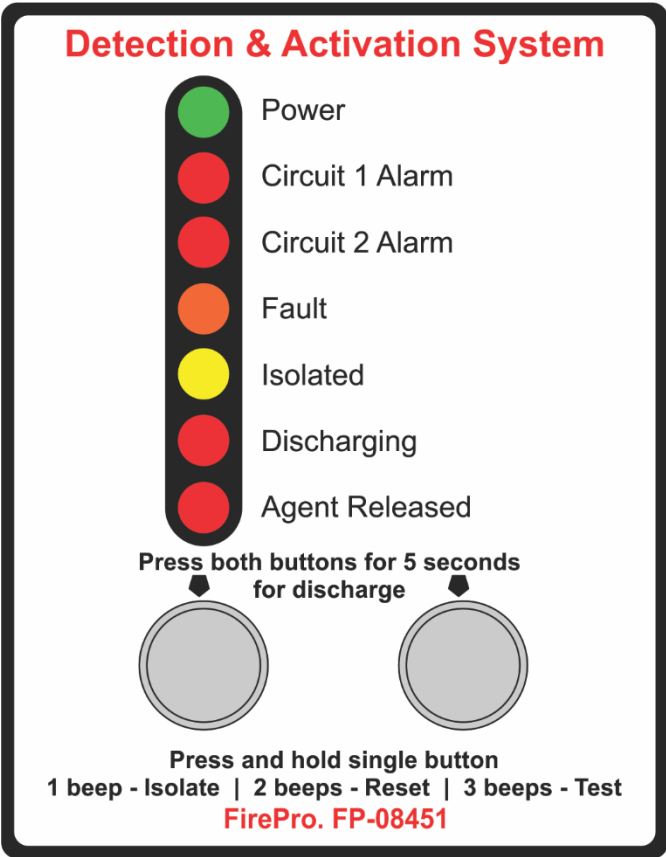 Detection & Activation System
Power
Circuit 1 Alarm
Circuit 2 Alarm
Fault
Isolated
Discharging
Agent Released
Press both buttons for 5 seconds
for discharge
Press and hold single button
1 beep - Isolate | 2 beeps - Reset | 3 beeps - Test
FirePro. FP-08451